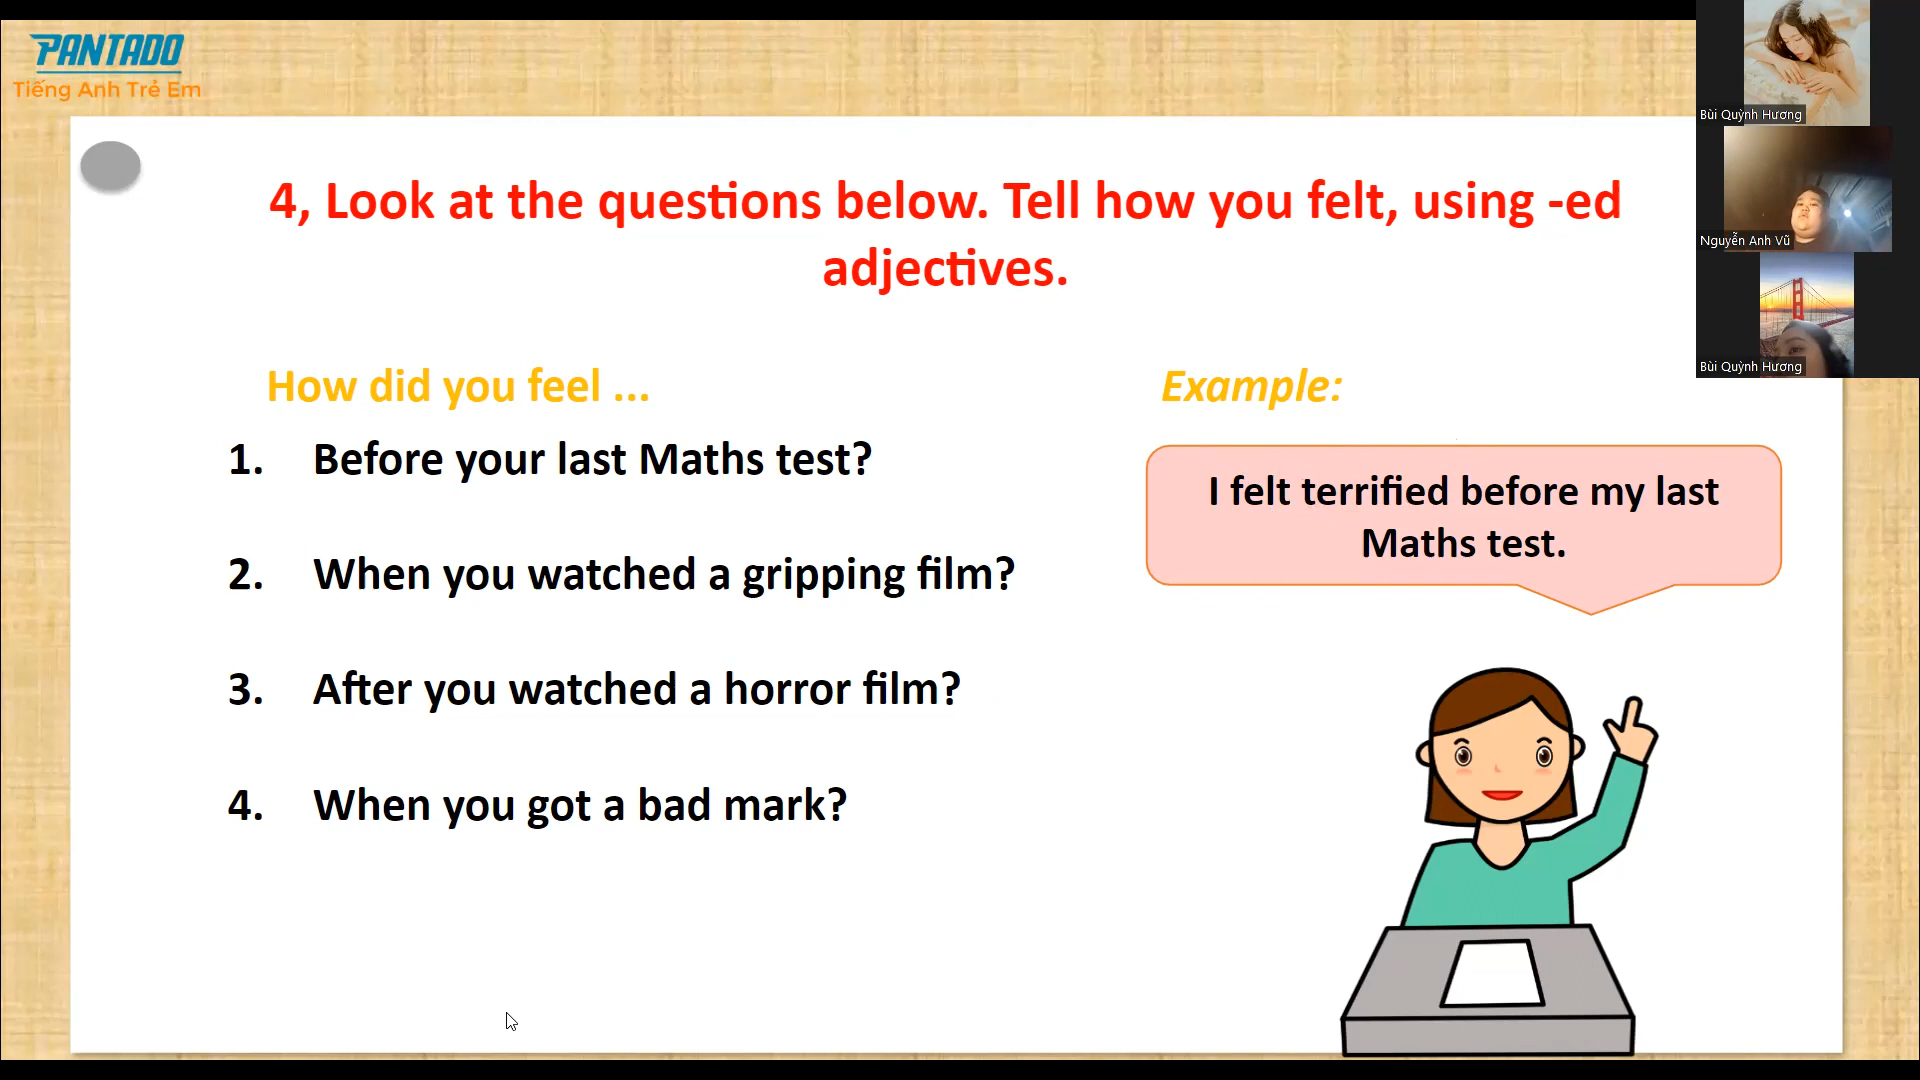 PANTADO
Tiếng Anh Trẻ Em
4, Look at the questions below. Tell how you felt, using -ed
adjectives.
How did you feel ...
1. Before your last Maths test?
2. When you watched a gripping film?
3. After you watched a horror film?
4. When you got a bad mark?
Example:
I felt terrified before my last
Maths test.
Bùi Quỳnh Hương
Nguyễn Anh Vũ
Bùi Quỳnh Hương